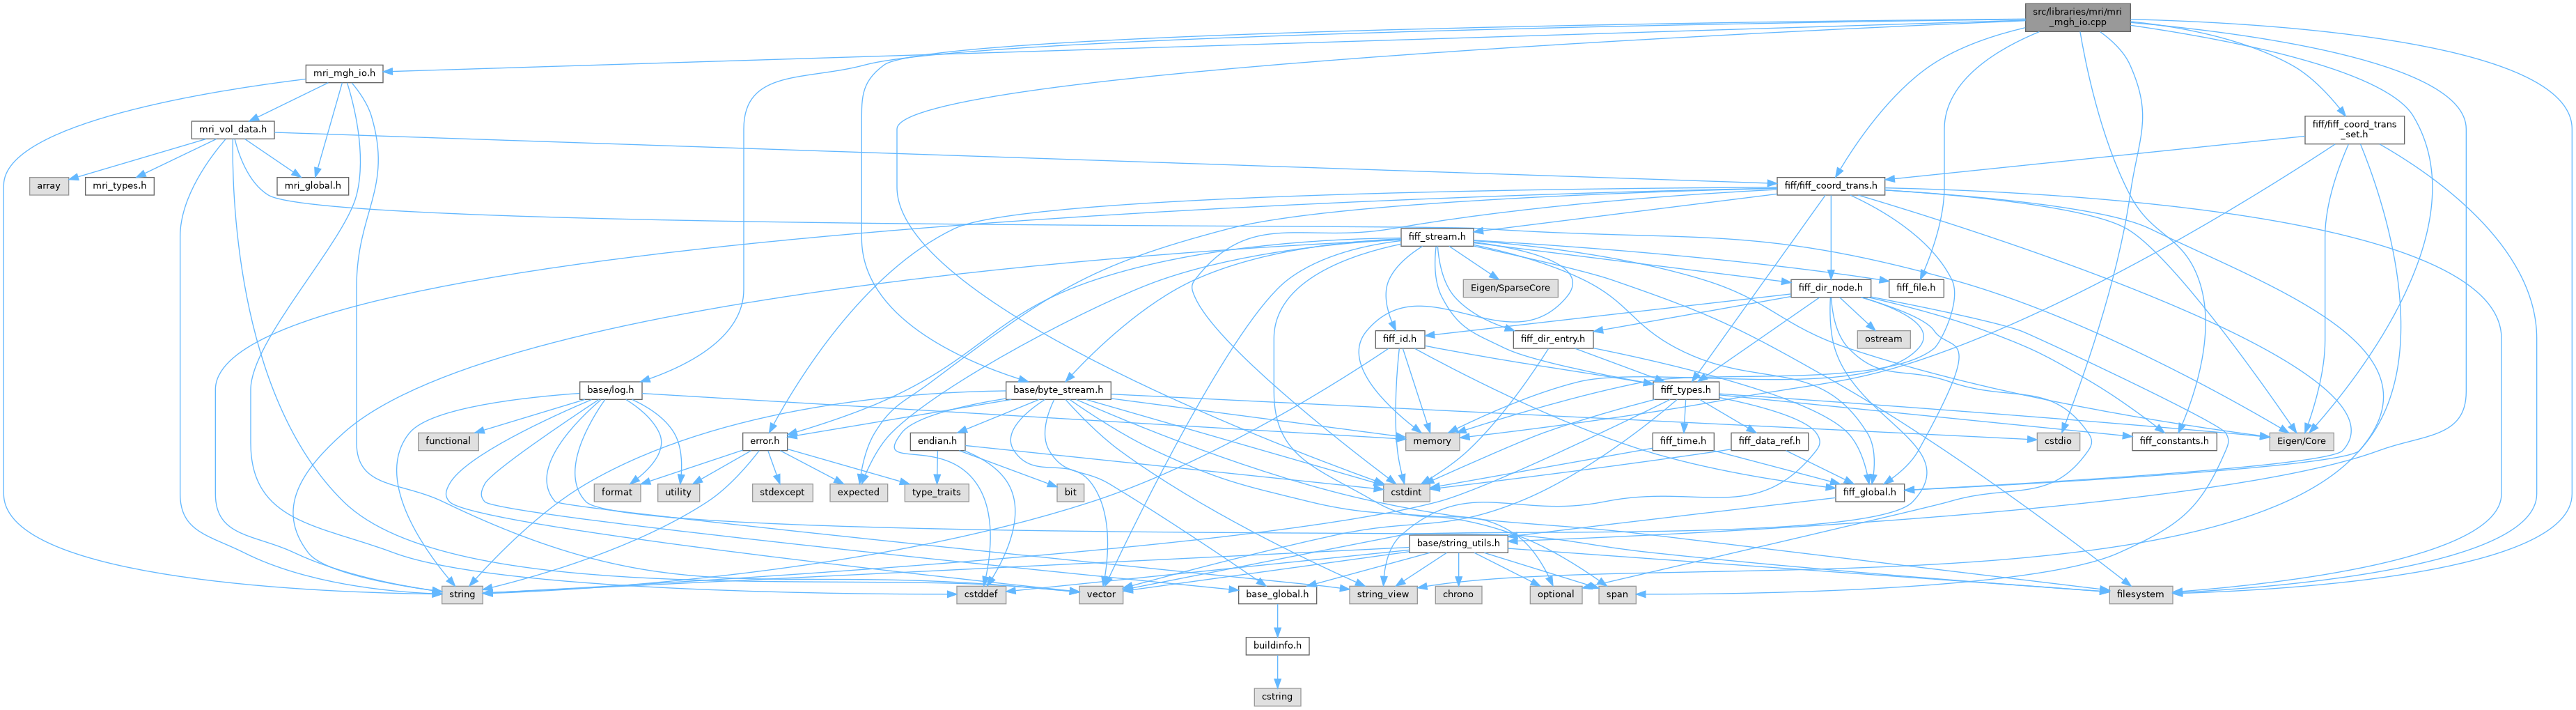 src/libraries/mri/mri
_mgh_io.cpp
mri_mgh_io.h
mri_vol_data.h
fiff/fiff_coord_trans
_set.h
array
mri_types.h
mri_global.h
fiff/fiff_coord_trans.h
fiff_stream.h
Eigen/SparseCore
fiff_dir_node.h
fiff_file.h
fiff_id.h
fiff_dir_entry.h
ostream
base/log.h
base/byte_stream.h
fiff_types.h
functional
error.h
endian.h
memory
fiff_time.h
fiff_data_ref.h
cstdio
fiff_constants.h
Eigen/Core
format
utility
stdexcept
expected
type_traits
bit
cstdint
fiff_global.h
base/string_utils.h
string
cstddef
vector
base_global.h
string_view
chrono
optional
span
filesystem
buildinfo.h
cstring